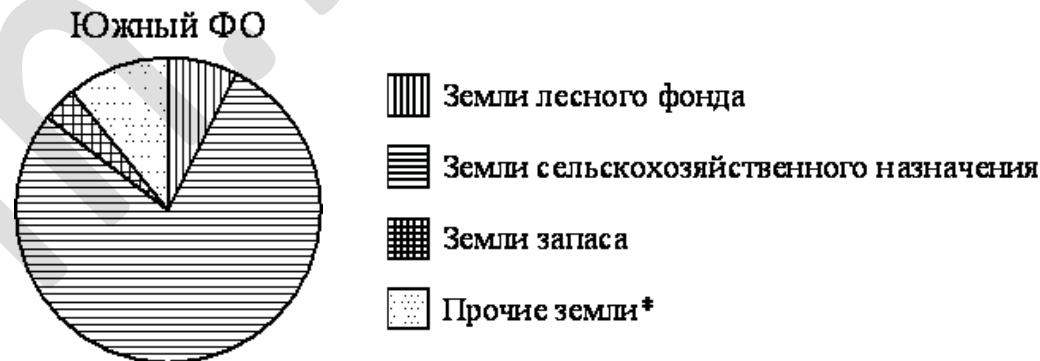 Южный ФО
Земли лесного фонда
Земли сельскохозяйственного назначения
Земли запаса
Прочие земли*